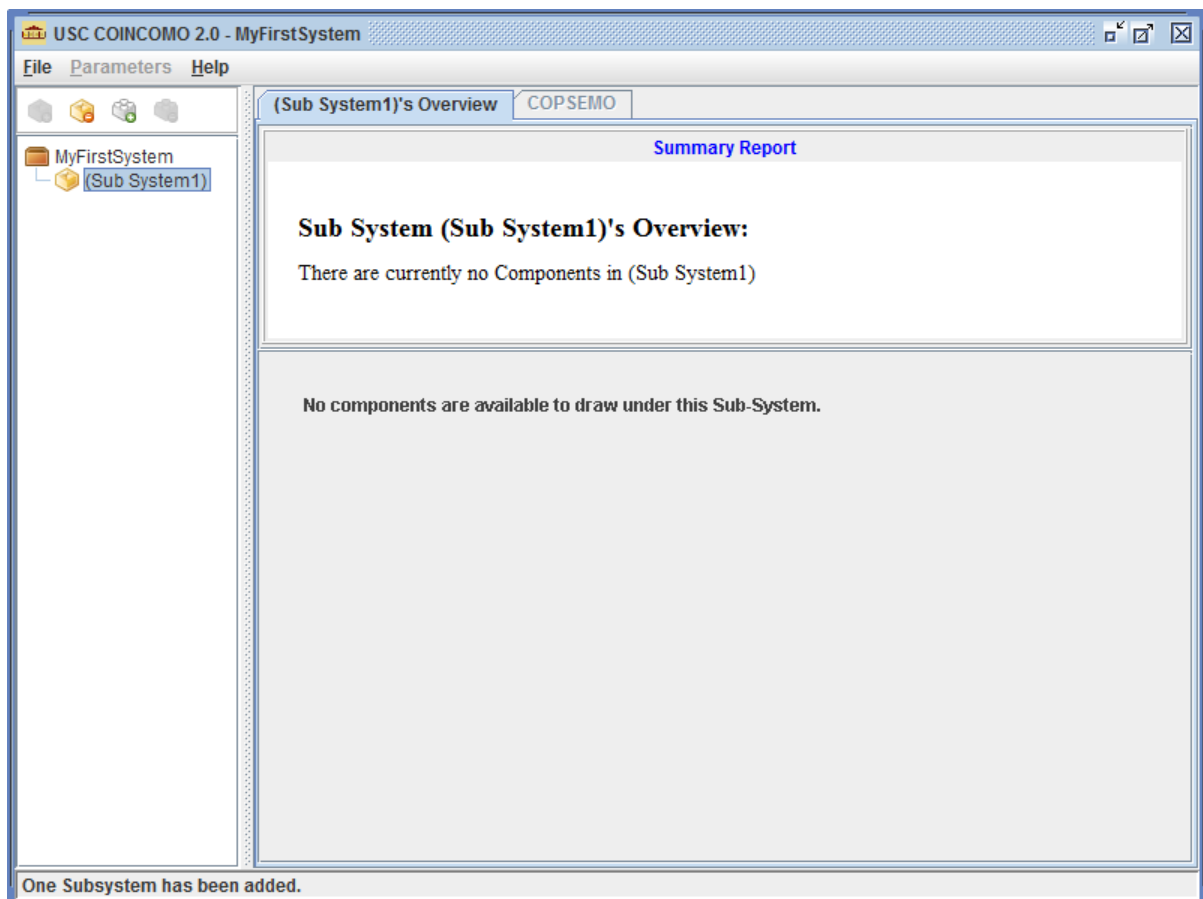 USC COINCOMO 2.0 - MyFirstSystem
File Parameters Help
(Sub System1)'s Overview COPSEMO
MyFirstSystem
(Sub System1)
Summary Report
Sub System (Sub System1)'s Overview:
There are currently no Components in (Sub System1)
No components are available to draw under this Sub-System.
One Subsystem has been added.